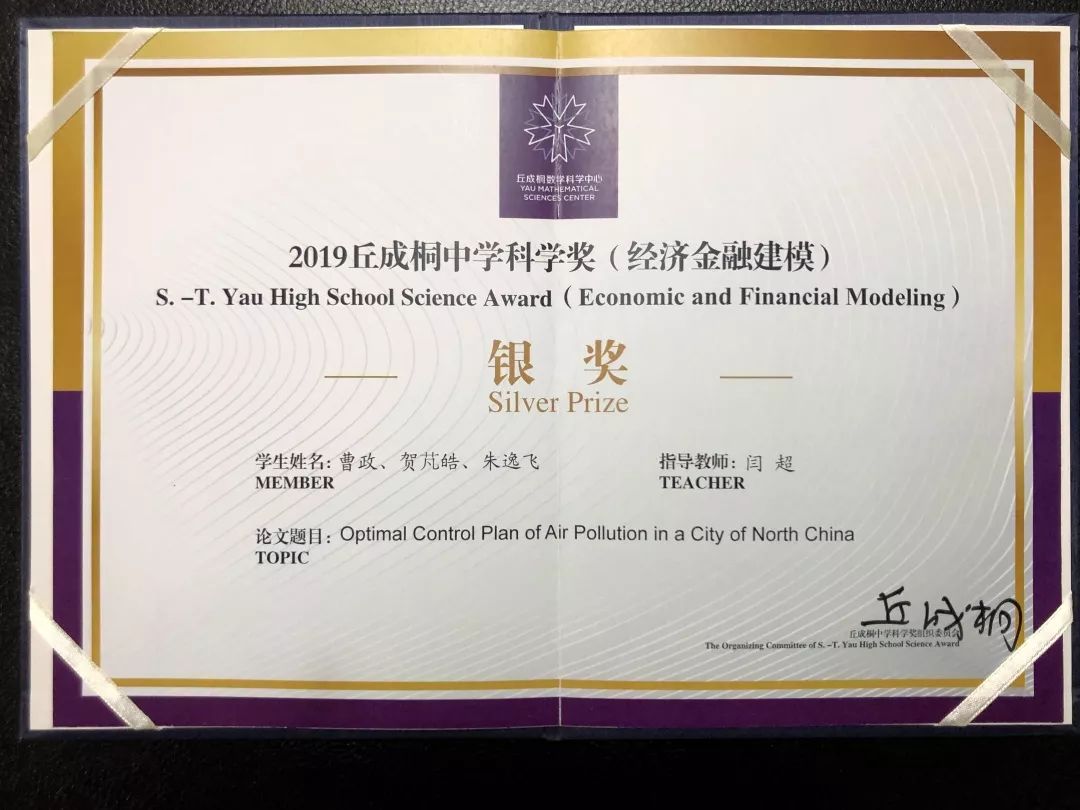 丘成桐数学科学中心
YAU MATHEMATICAL
SCIENCES CENTER
2019丘成桐中学科学奖（经济金融建模）
S. -T. Yau High School Science Award（Economic and Financial Modeling）
银 奖
Silver Prize
学生姓名: 曹政、贺芃皓、朱逸飞
MEMBER
指导教师: 闫 超
TEACHER
论文题目: Optimal Control Plan of Air Pollution in a City of North China
TOPIC
丘成桐
丘成桐中学科学奖组织委员会
The Organizing Committee of S. -T. Yau High School Science Award